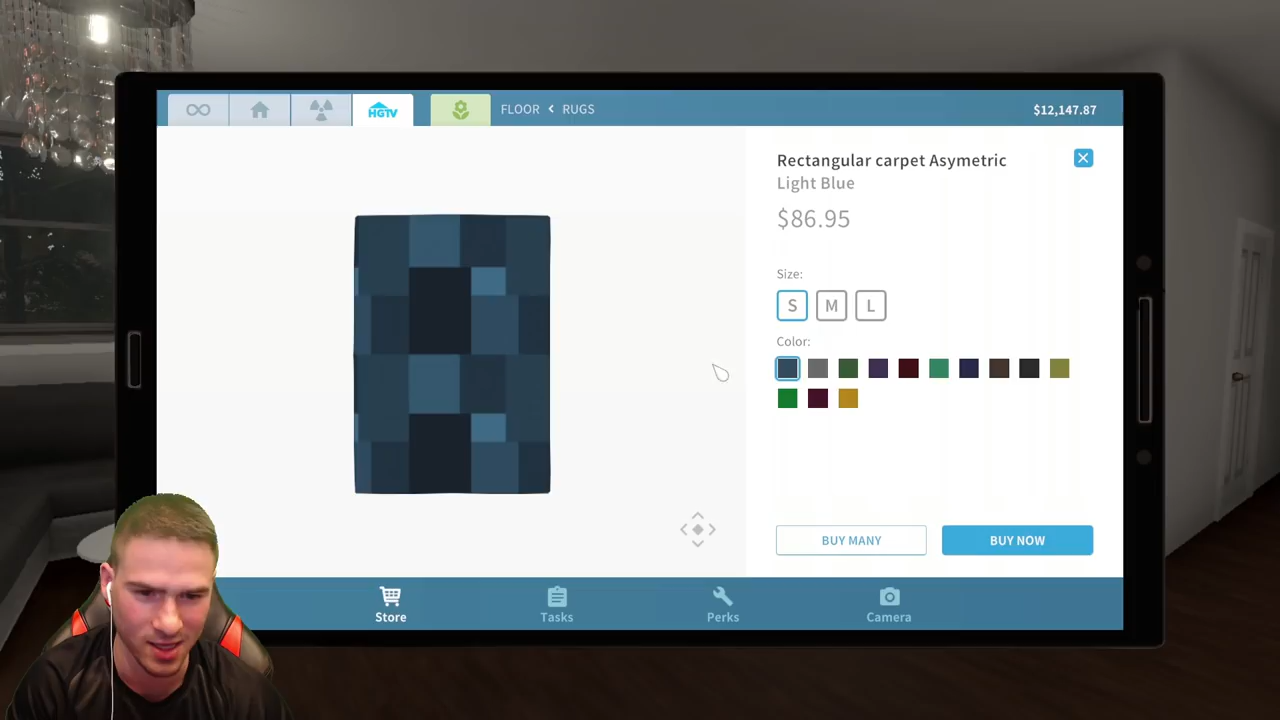 HGTV
FLOOR < RUGS
$12,147.87
Rectangular carpet Asymetric
Light Blue
$86.95
Size:
S M L
Color:
BUY MANY
BUY NOW
Store
Tasks
Perks
Camera